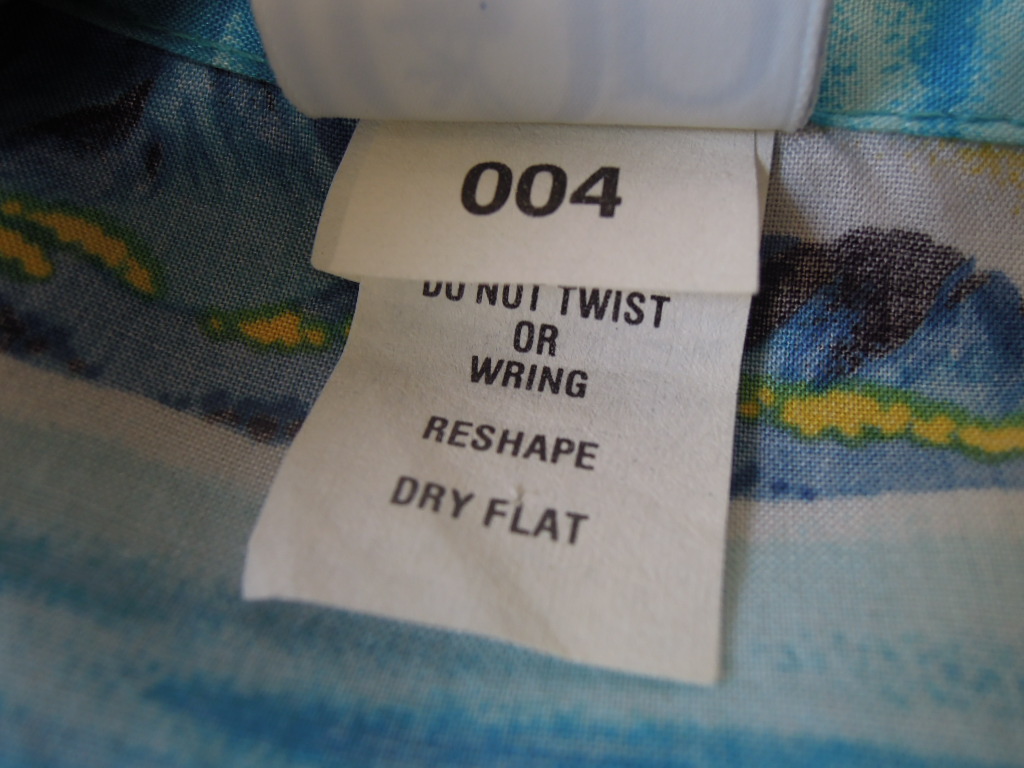 004
DO NOT TWIST
OR
WRING
RESHAPE
DRY FLAT